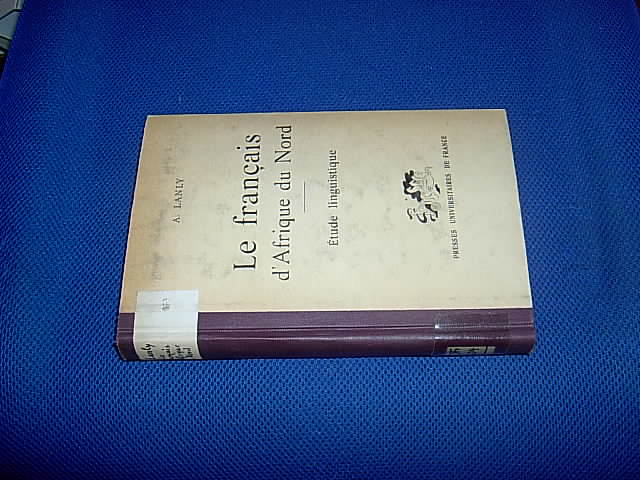 A. LANLY
Le français
d'Afrique du Nord
Étude linguistique
PRESSES UNIVERSITAIRES DE FRANCE